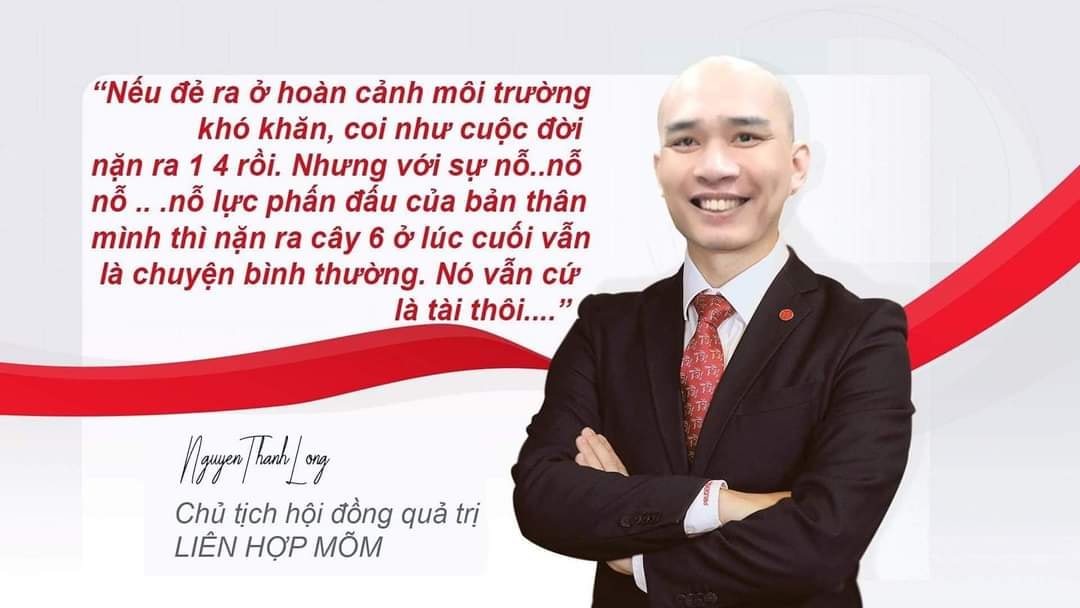 “Nếu đẻ ra ở hoàn cảnh môi trường
khó khăn, coi như cuộc đời
nặn ra 1 4 rồi. Nhưng với sự nỗ..nỗ
nỗ .. .nỗ lực phấn đấu của bản thân
mình thì nặn ra cây 6 ở lúc cuối vẫn
là chuyện bình thường. Nó vẫn cứ
là tài thôi....”
Nguyen Thanh Long
Chủ tịch hội đồng quả trị
LIÊN HỢP MÕM